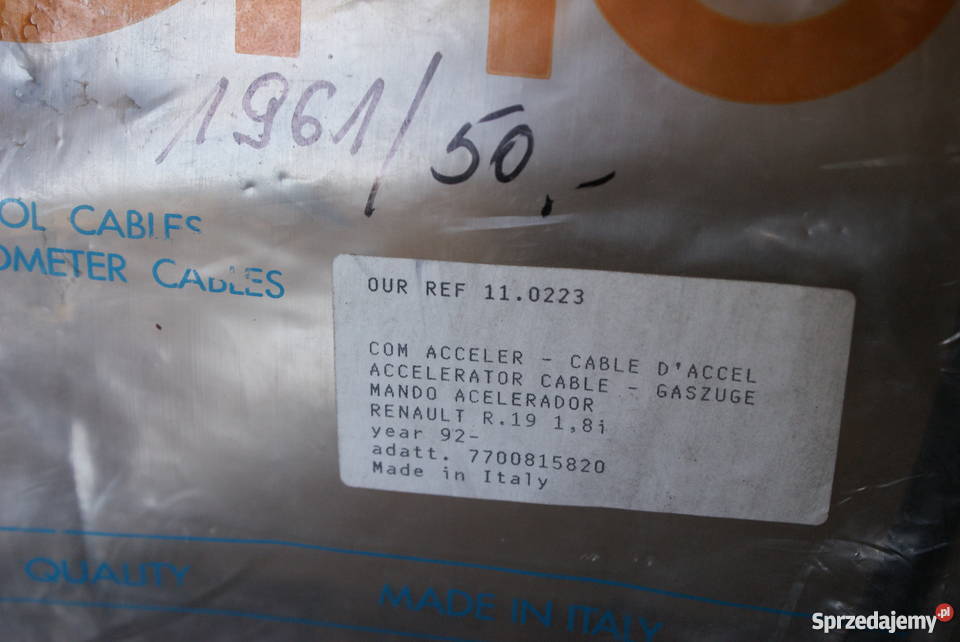 1961/50,-
OL CABLES
OMETER CABLES
OUR REF 11.0223
COM ACCELER - CABLE D'ACCEL
ACCELERATOR CABLE - GASZUGE
MANDO ACELERADOR
RENAULT R.19 1,8i
year 92-
adatt. 7700815820
Made in Italy
QUALITY
MADE IN ITALY
Sprzedajemy.pl